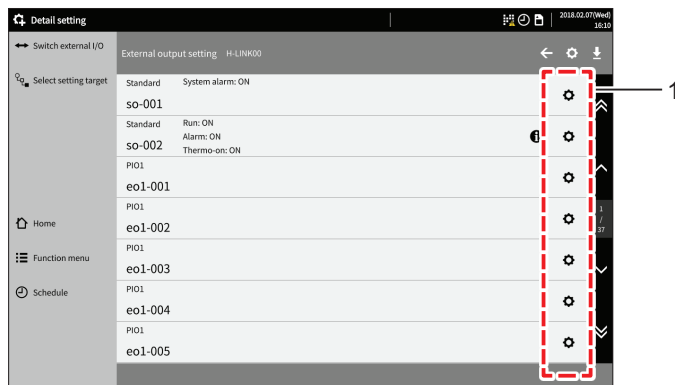 Detail setting
2018.02.07(Wed)
16:10
Switch external I/O
External output setting H-LINK00
Select setting target
Standard System alarm: ON
so-001
1
Standard Run: ON
Alarm: ON
so-002
Thermo-on: ON
PIO1
eo1-001
PIO1
eo1-002
1
/
37
Home
PIO1
eo1-003
Function menu
PIO1
eo1-004
Schedule
PIO1
eo1-005